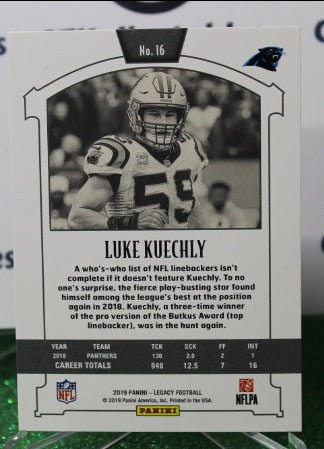 No. 16
59
LUKE KUECHLY
A who's-who list of NFL linebackers isn't
complete if it doesn't feature Kuechly. To no
one's surprise, the fierce play-busting star found
himself among the league's best at the position
again in 2018. Kuechly, a three-time winner
of the pro version of the Butkus Award (top
linebacker), was in the hunt again.
YEAR TEAM TCK SCK FF INT
2018 PANTHERS 130 2.0 2 1
CAREER TOTALS 948 12.5 7 16
2019 PANINI - LEGACY FOOTBALL
© 2019 Panini America, Inc. Printed in the USA.
PANINI
NFL
NFLPA